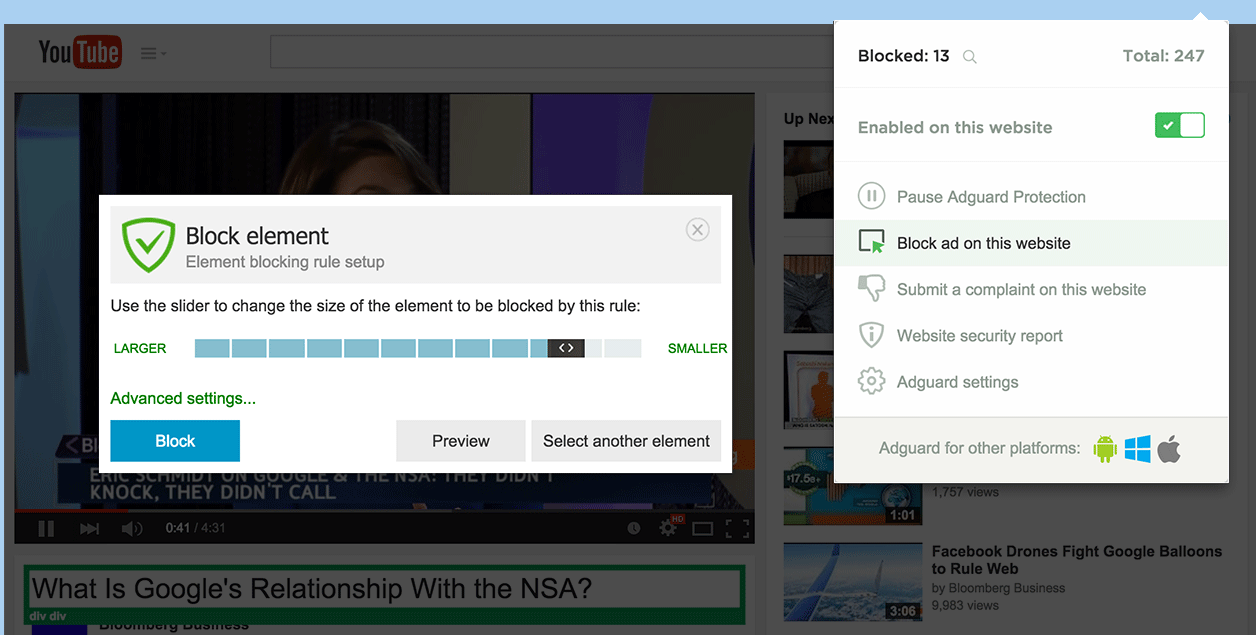 YouTube
Blocked: 13
Total: 247
Enabled on this website
Pause Adguard Protection
Block ad on this website
Submit a complaint on this website
Website security report
Adguard settings
Adguard for other platforms:
Block element
Element blocking rule setup
Use the slider to change the size of the element to be blocked by this rule:
LARGER
SMALLER
Advanced settings...
Block
Preview
Select another element
ERIC SCHMIDT ON GOOGLE & THE NSA: THEY DIDN'T
KNOCK, THEY DIDN'T CALL
0:41 / 4:31
HD
What Is Google's Relationship With the NSA?
div div
Bloomberg Business
Up Nex
1,757 views
1:01
Facebook Drones Fight Google Balloons
to Rule Web
by Bloomberg Business
9,983 views
3:06